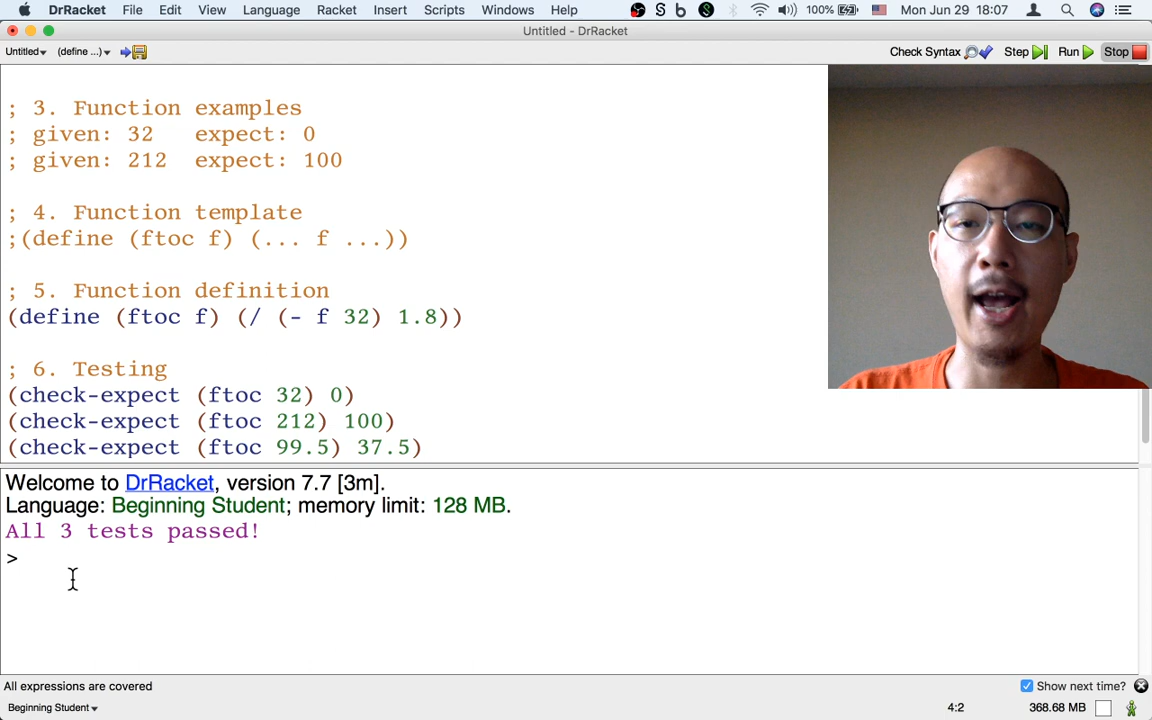 DrRacket File Edit View Language Racket Insert Scripts Windows Help 100% Mon Jun 29 18:07
Untitled - DrRacket
Untitled (define ...) Check Syntax Step Run Stop
; 3. Function examples
; given: 32   expect: 0
; given: 212  expect: 100
; 4. Function template
;(define (ftoc f) (... f ...))
; 5. Function definition
(define (ftoc f) (/ (- f 32) 1.8))
; 6. Testing
(check-expect (ftoc 32) 0)
(check-expect (ftoc 212) 100)
(check-expect (ftoc 99.5) 37.5)
Welcome to DrRacket, version 7.7 [3m].
Language: Beginning Student; memory limit: 128 MB.
All 3 tests passed!
>
All expressions are covered Show next time?
Beginning Student 4:2 368.68 MB